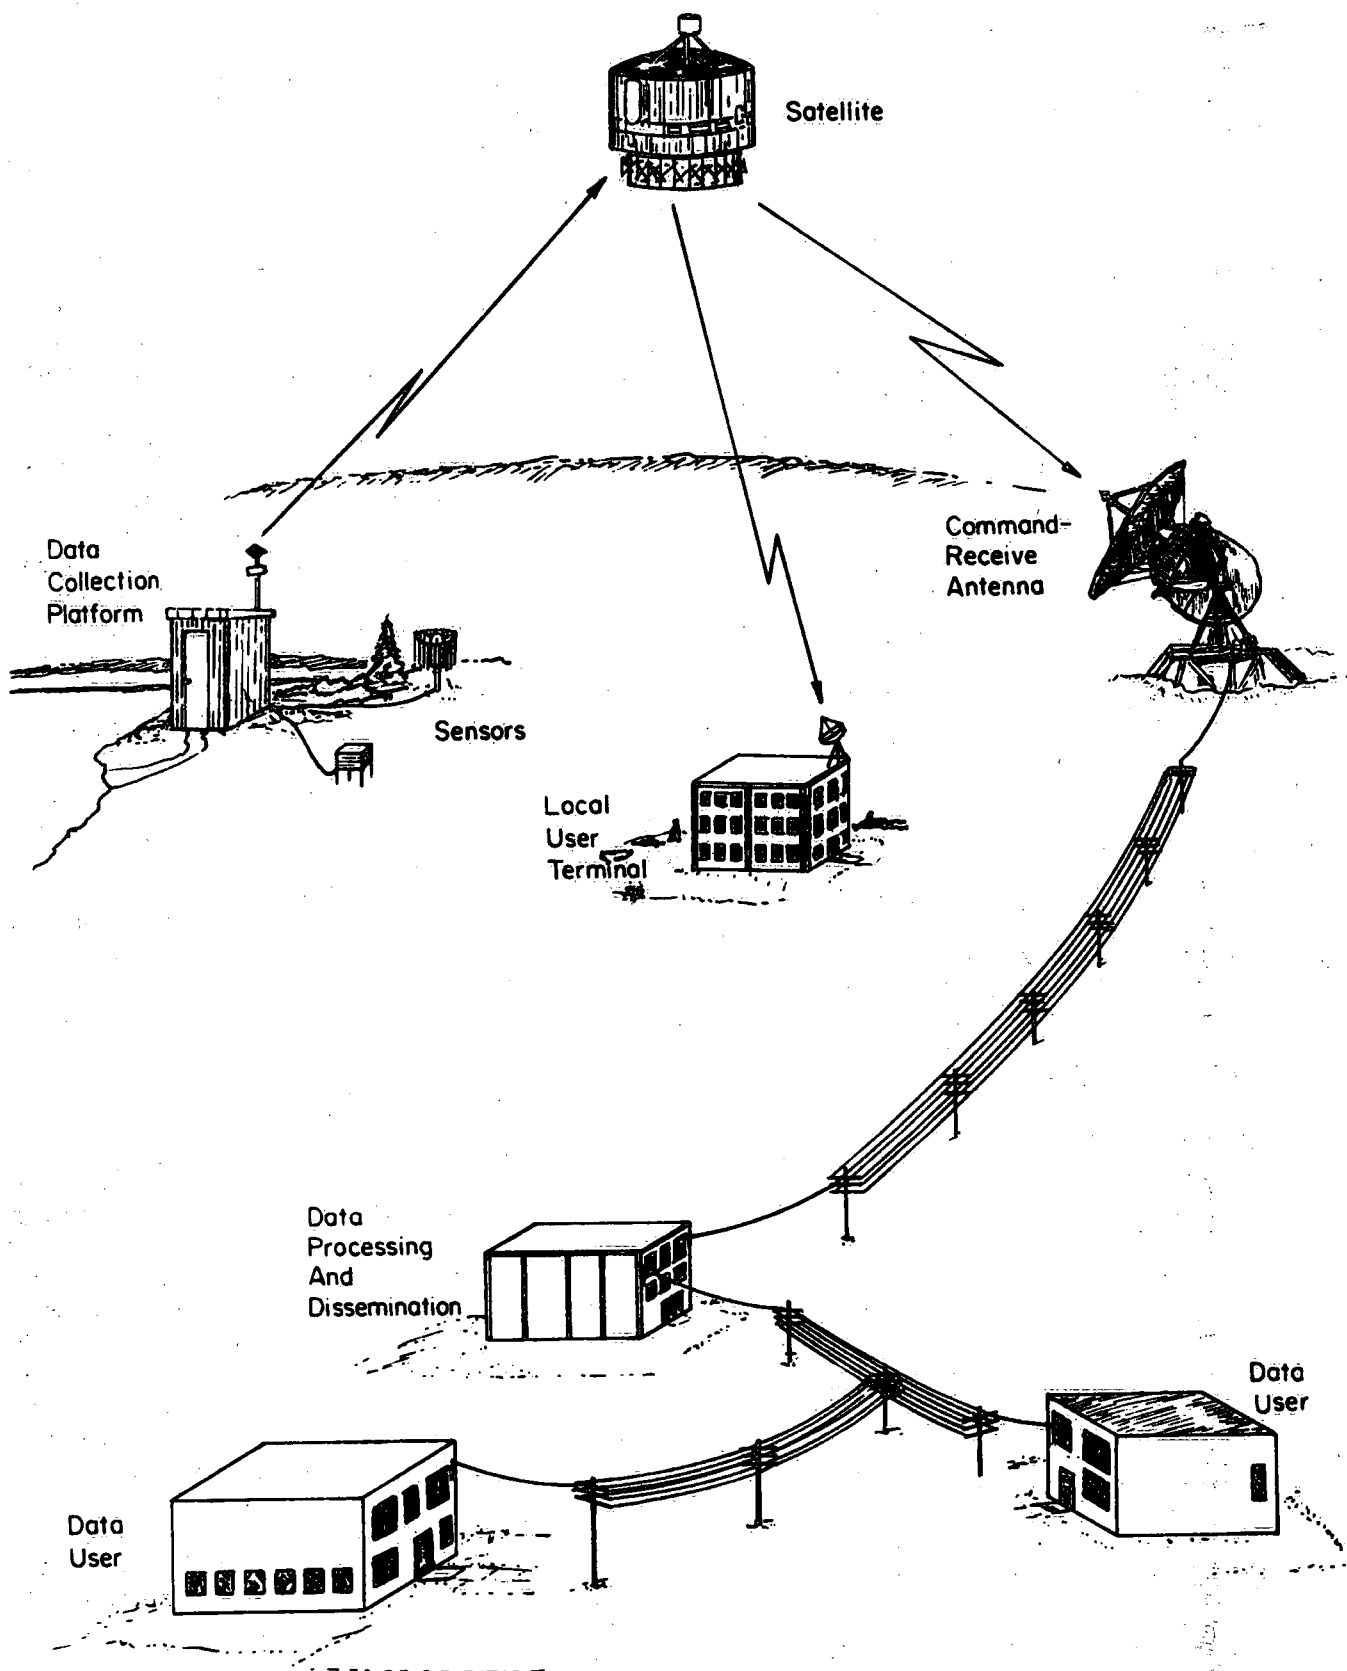 Satellite
Data
Collection
Platform
Command-
Receive
Antenna
Sensors
Local
User
Terminal
Data
Processing
And
Dissemination
Data
User
Data
User